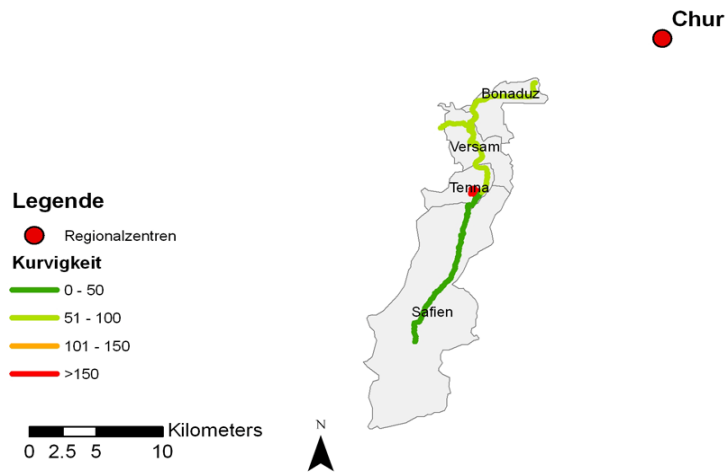 Chur
Bonaduz
Versam
Tenna
Safien
Legende
Regionalzentren
Kurvigkeit
0 - 50
51 - 100
101 - 150
>150
Kilometers
0 2.5 5 10
N